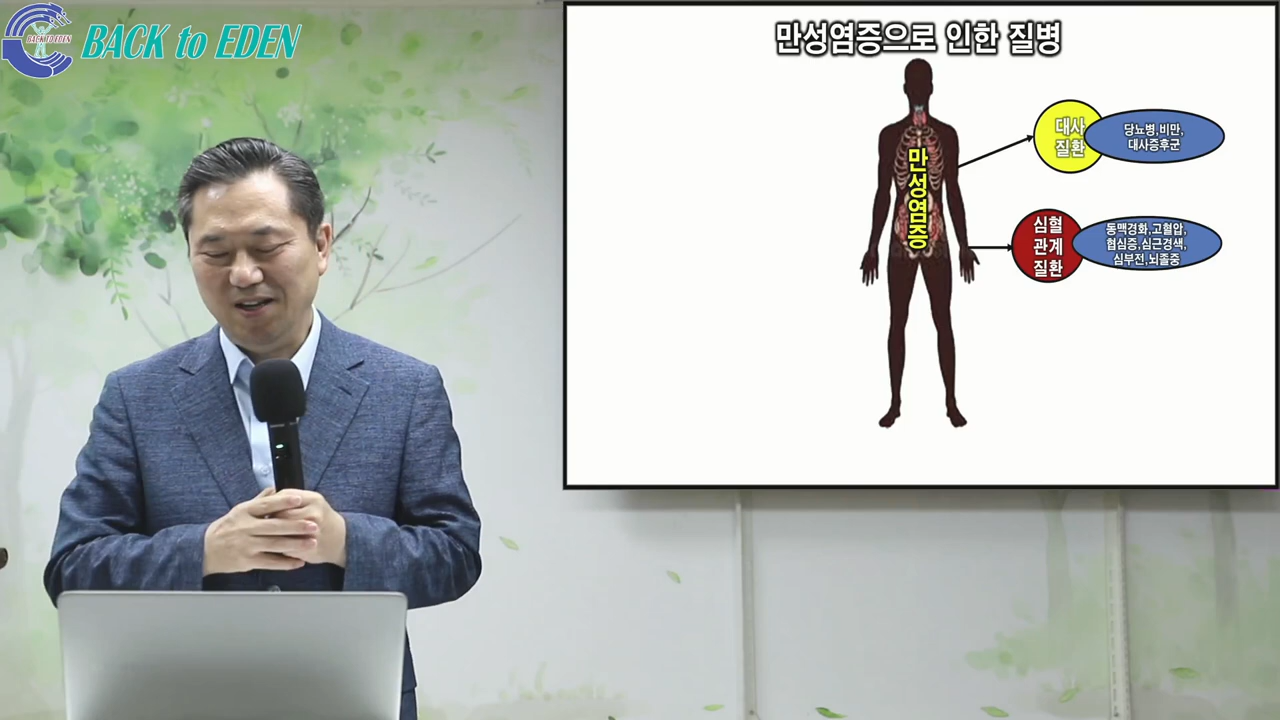 BACK TO EDEN
BACK to EDEN
만성염증으로 인한 질병
만
성
염
증
대사
질환
당뇨병,비만,
대사증후군
심혈
관계
질환
동맥경화,고혈압,
협심증,심근경색,
심부전,뇌졸중